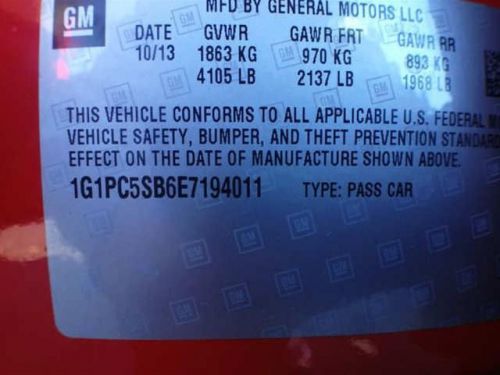 MFD BY GENERAL MOTORS LLC
GM
DATE GVWR GAWR FRT GAWR RR
10/13 1863 KG 970 KG 893 KG
4105 LB 2137 LB 1968 LB
THIS VEHICLE CONFORMS TO ALL APPLICABLE U.S. FEDERAL
VEHICLE SAFETY, BUMPER, AND THEFT PREVENTION STANDARD
EFFECT ON THE DATE OF MANUFACTURE SHOWN ABOVE.
1G1PC5SB6E7194011 TYPE: PASS CAR